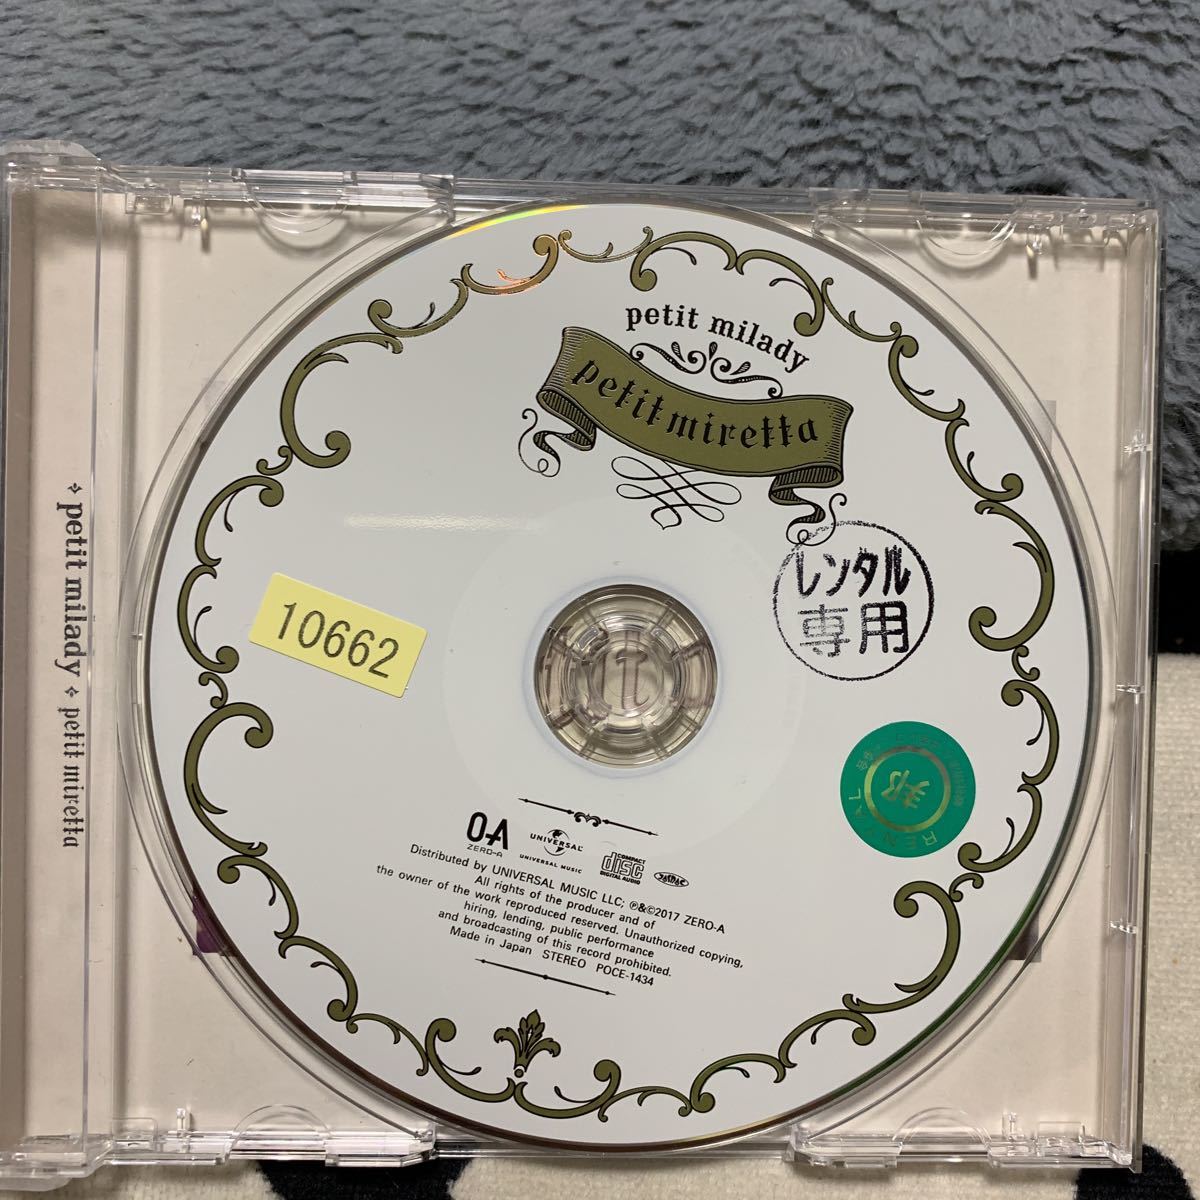 petit milady
petit miretta
レンタル
専用
10662
RENTAL
0-A
ZERO-A
UNIVERSAL
UNIVERSAL MUSIC
COMPACT
disc
DIGITAL AUDIO
Distributed by UNIVERSAL MUSIC LLC; ℗&©2017 ZERO-A
All rights of the producer and of
the owner of the work reproduced reserved. Unauthorized copying,
hiring, lending, public performance
and broadcasting of this record prohibited.
Made in Japan STEREO POCE-1434
petit milady petit miretta